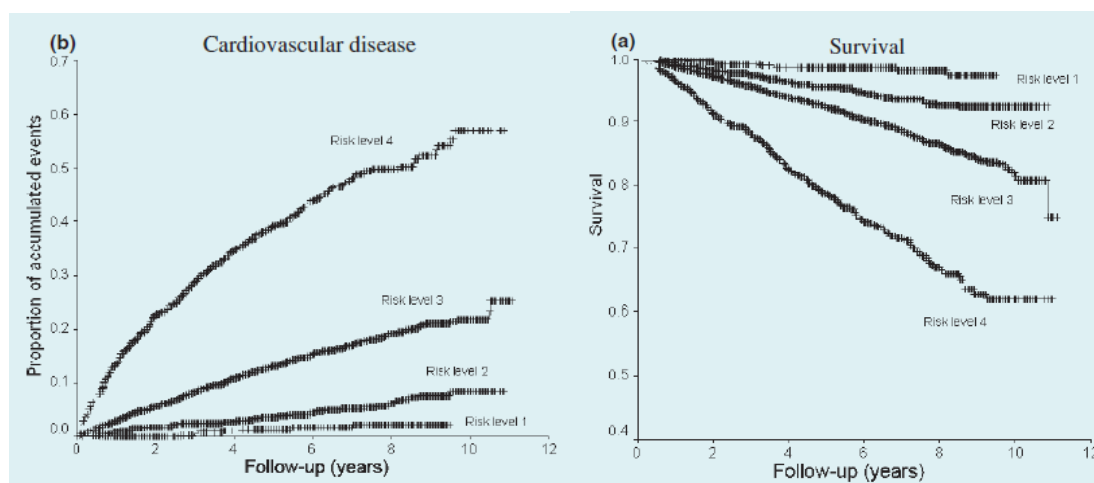 (b) Cardiovascular disease
0.7
0.6
0.5
0.4
0.3
0.2
0.1
0.0
Proportion of accumulated events
Risk level 4
Risk level 3
Risk level 2
Risk level 1
0 2 4 6 8 10 12
Follow-up (years)
(a) Survival
1.0
0.9
0.8
0.7
0.6
0.5
0.4
Survival
Risk level 1
Risk level 2
Risk level 3
Risk level 4
0 2 4 6 8 10 12
Follow-up (years)